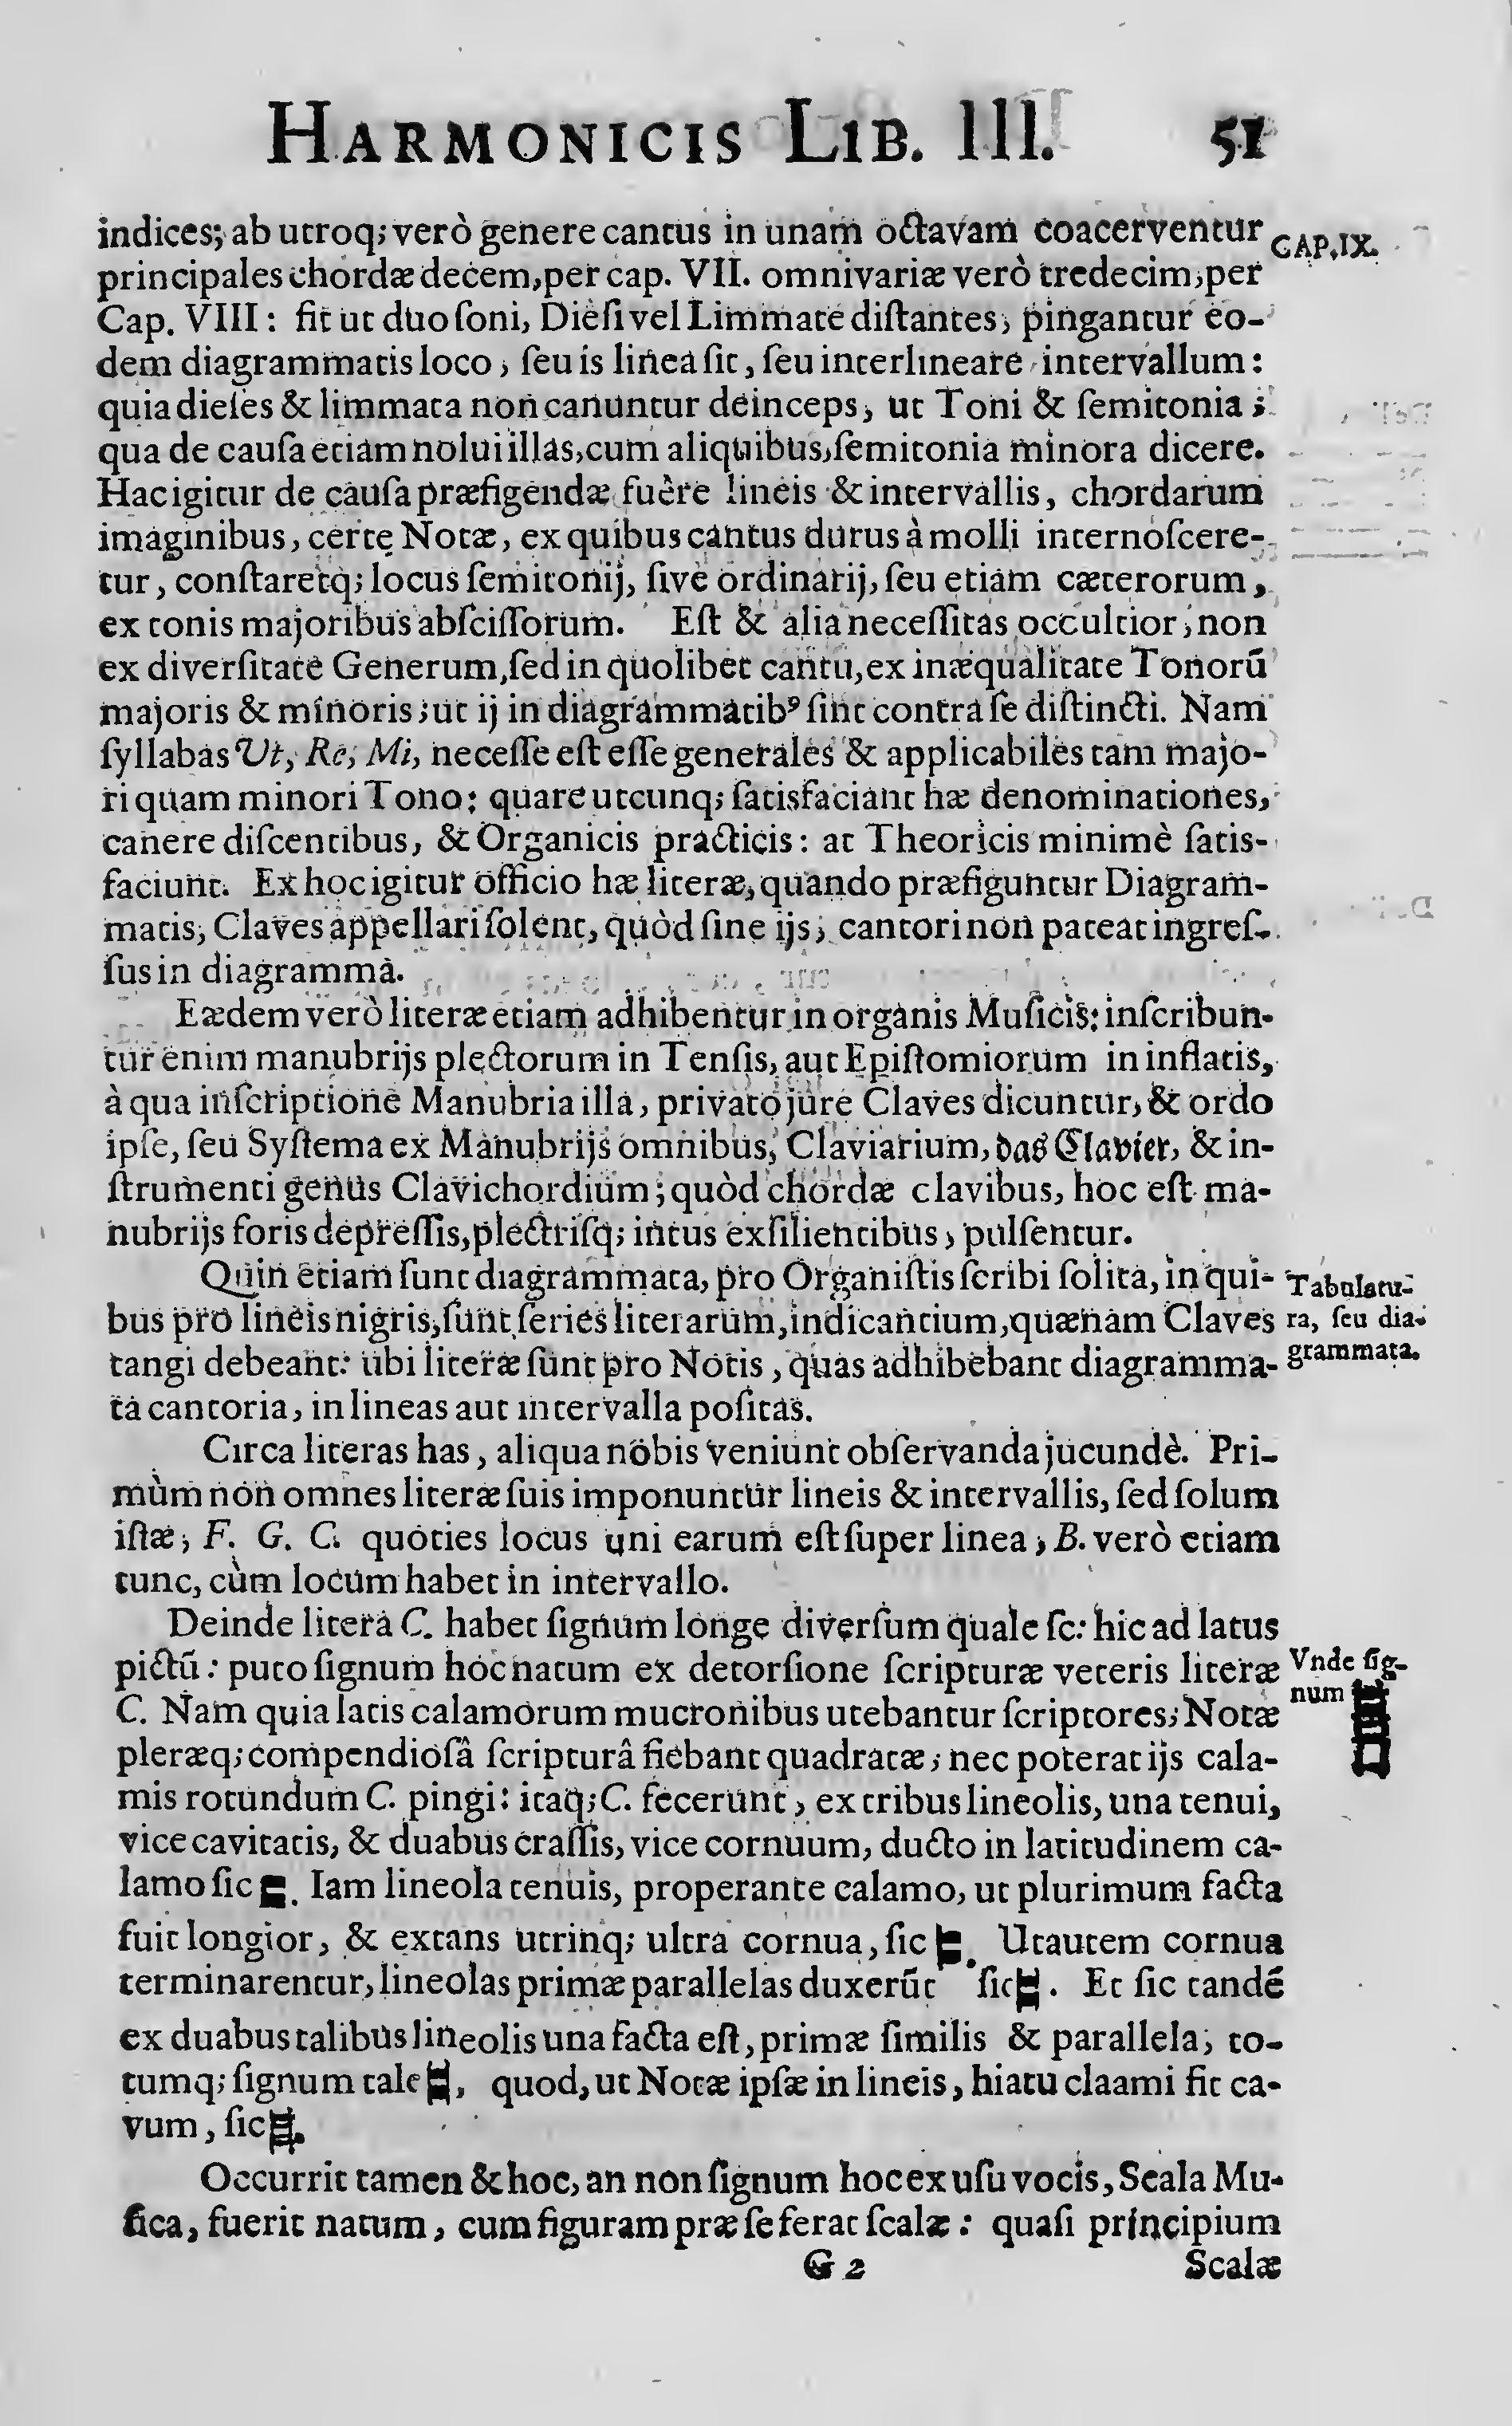 HARMONICIS LIB. III. 51
indices; ab utroq; verò genere cantus in unam octavam coacerventur
CAP. IX.
principales chordæ decem, per cap. VII. omnivariæ verò tredecim, per
Cap. VIII: fit ut duo ſoni, Dieſi vel Limmate diſtantes, pingantur eo-
dem diagrammatis loco, ſeu is linea ſit, ſeu interlineare intervallum:
quia dieſes & limmata non canuntur deinceps, ut Toni & ſemitonia;
qua de cauſa etiam nolui illas, cum aliquibus, ſemitonia minora dicere.
Hac igitur de cauſa præfigendæ fuêre lineis & intervallis, chordarum
imaginibus, certę Notæ, ex quibus cantus durus à molli internoſcere-
tur, conſtaretq; locus ſemitonij, ſive ordinarij, ſeu etiam cæterorum,
ex tonis majoribus abſciſſorum. Eſt & alia neceſſitas occultior, non
ex diverſitate Generum, ſed in quolibet cantu, ex inæqualitate Tonorū
majoris & minoris; ut ij in diagrammatibꝰ ſint contra ſe diſtincti. Nam
ſyllabas Ut, Re, Mi, neceſſe eſt eſſe generales & applicabiles tam majo-
ri quam minori Tono: quare utcunq; ſatisfaciant hæ denominationes,
canere diſcentibus, & Organicis practicis: at Theoricis minimè ſatis-
faciunt. Ex hoc igitur officio hæ literæ, quando præfiguntur Diagram-
matis, Claves appellari ſolent, quòd ſine ijs, cantori non pateat ingreſ-
ſus in diagramma.
Eædem verò literæ etiam adhibentur in organis Muſicis: inſcribun-
tur enim manubrijs plectorum in Tenſis, aut Epiſtomiorum in inflatis,
à qua inſcriptione Manubria illa, privato jure Claves dicuntur, & ordo
ipſe, ſeu Syſtema ex Manubrijs omnibus, Claviarium, das Clavier, & in-
ſtrumenti genus Clavichordium; quòd chordæ clavibus, hoc eſt ma-
nubrijs foris depreſſis, plectriſq; intus exſilientibus, pulſentur.
Quin etiam ſunt diagrammata, pro Organiſtis ſcribi ſolita, in qui-
Tabulatu-
bus pro lineis nigris, ſunt ſeries literarum, indicantium, quænam Claves
ra, ſeu dia-
tangi debeant: ubi literæ ſunt pro Notis, quas adhibebant diagramma-
grammata.
ta cantoria, in lineas aut intervalla poſitas.
Circa literas has, aliqua nobis veniunt obſervanda jucundè. Pri-
mùm non omnes literæ ſuis imponuntur lineis & intervallis, ſed ſolum
iſtæ, F. G. C. quoties locus uni earum eſt ſuper linea, B. verò etiam
tunc, cùm locum habet in intervallo.
Deinde litera C. habet ſignum longe diverſum quale ſc: hic ad latus
pictū: puto ſignum hoc natum ex detorſione ſcripturæ veteris literæ
Vnde ſig-
num
C. Nam quia latis calamorum mucronibus utebantur ſcriptores, Notæ
pleræq; compendioſâ ſcripturâ fiebant quadratæ, nec poterat ijs cala-
mis rotundum C. pingi: itaq; C. fecerunt, ex tribus lineolis, una tenui,
vice cavitatis, & duabus craſſis, vice cornuum, ducto in latitudinem ca-
lamo ſic . Iam lineola tenuis, properante calamo, ut plurimum facta
fuit longior, & extans utrinq; ultra cornua, ſic . Ut autem cornua
terminarentur, lineolas primæ parallelas duxerūt ſic . Et ſic tandē
ex duabus talibus lineolis una facta eſt, primæ ſimilis & parallela, to-
tumq; ſignum tale , quod, ut Notæ ipſæ in lineis, hiatu claami fit ca-
vum, ſic .
Occurrit tamen & hoc, an non ſignum hoc ex uſu vocis, Scala Mu-
ſica, fuerit natum, cum figuram præ ſe ferat ſcalæ: quaſi principium
G 2 Scalæ